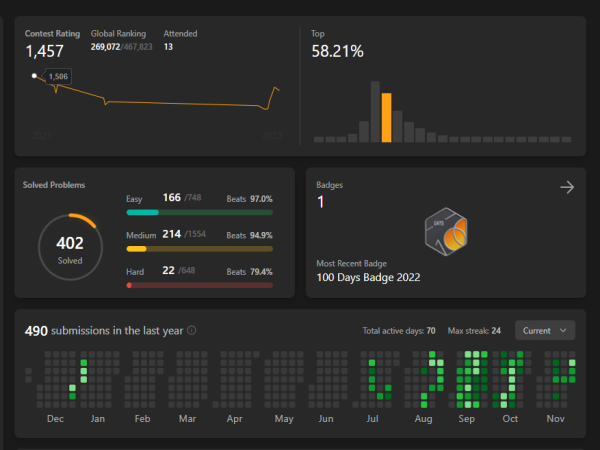 Contest Rating Global Ranking Attended
1,457 269,072/467,823 13
1,506
2021 2023
Top
58.21%
Solved Problems
402
Solved
Easy 166 /748 Beats 97.0%
Medium 214 /1554 Beats 94.9%
Hard 22 /648 Beats 79.4%
Badges
1
Most Recent Badge
100 Days Badge 2022
490 submissions in the last year
Total active days: 70 Max streak: 24 Current
Dec Jan Feb Mar Apr May Jun Jul Aug Sep Oct Nov